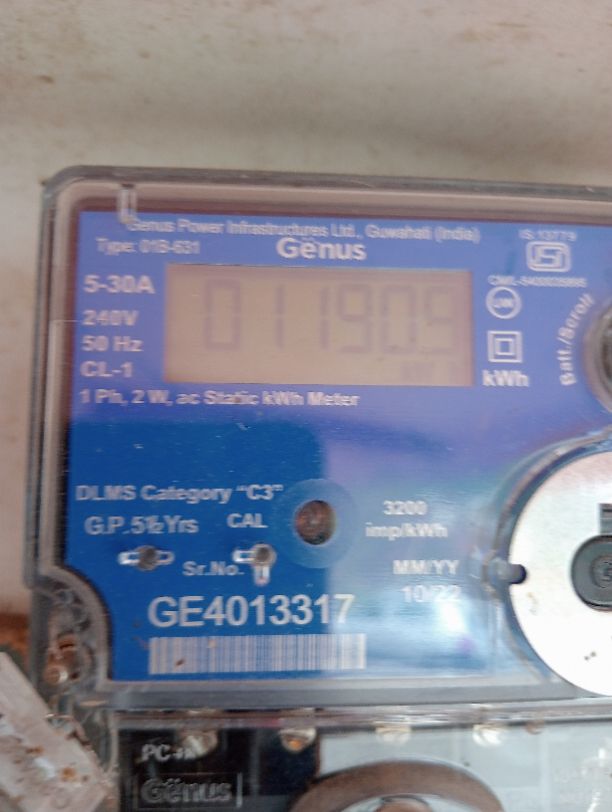 Genus Power Infrastructures Ltd., Guwahati (India)
IS:13779
Type: 01B-631
Genus
5-30A
011909
240V
50 Hz
CL-1
kWh
Batt./Scroll
1 Ph, 2 W, ac Static kWh Meter
DLMS Category "C3"
G.P. 5½ Yrs
CAL
3200
imp/kWh
Sr.No.
MM/YY
10/22
GE4013317
Genus